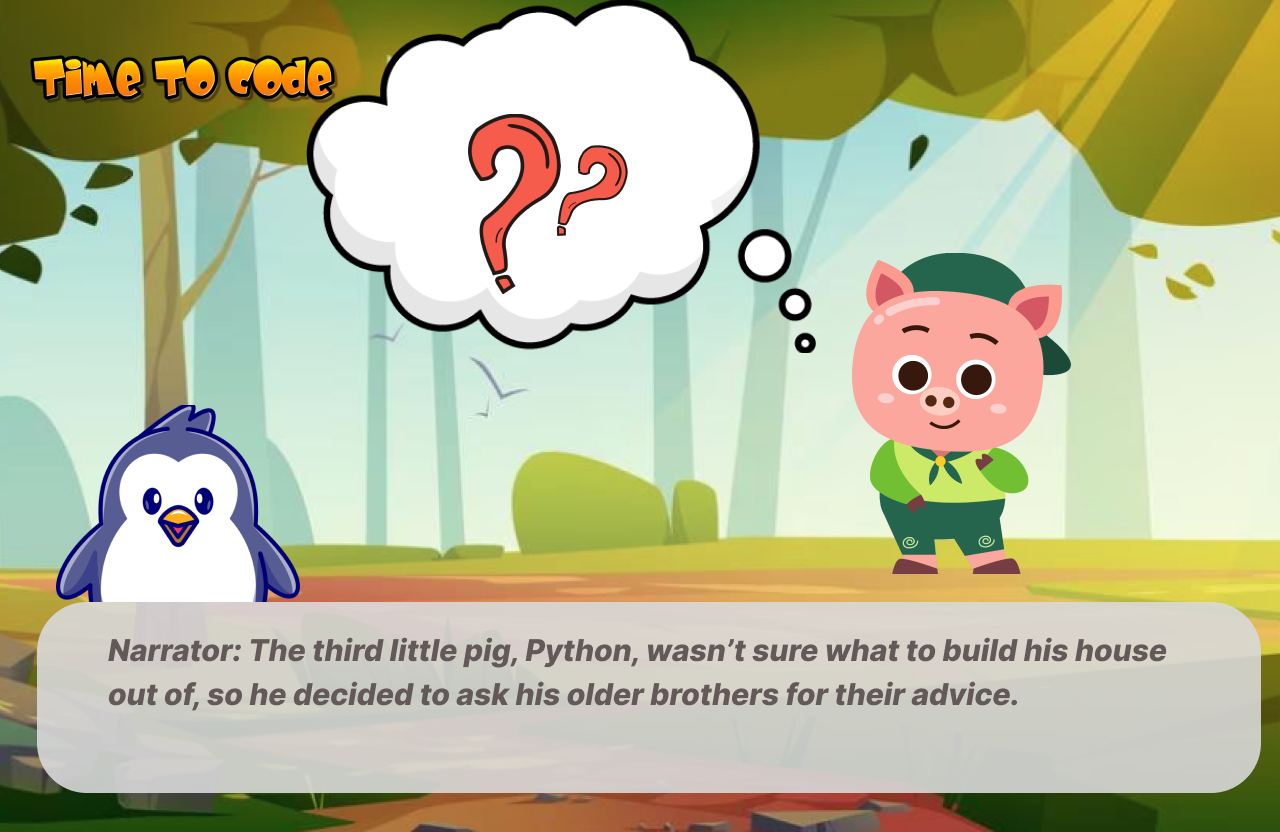 Time To Code
??
Narrator: The third little pig, Python, wasn’t sure what to build his house
out of, so he decided to ask his older brothers for their advice.